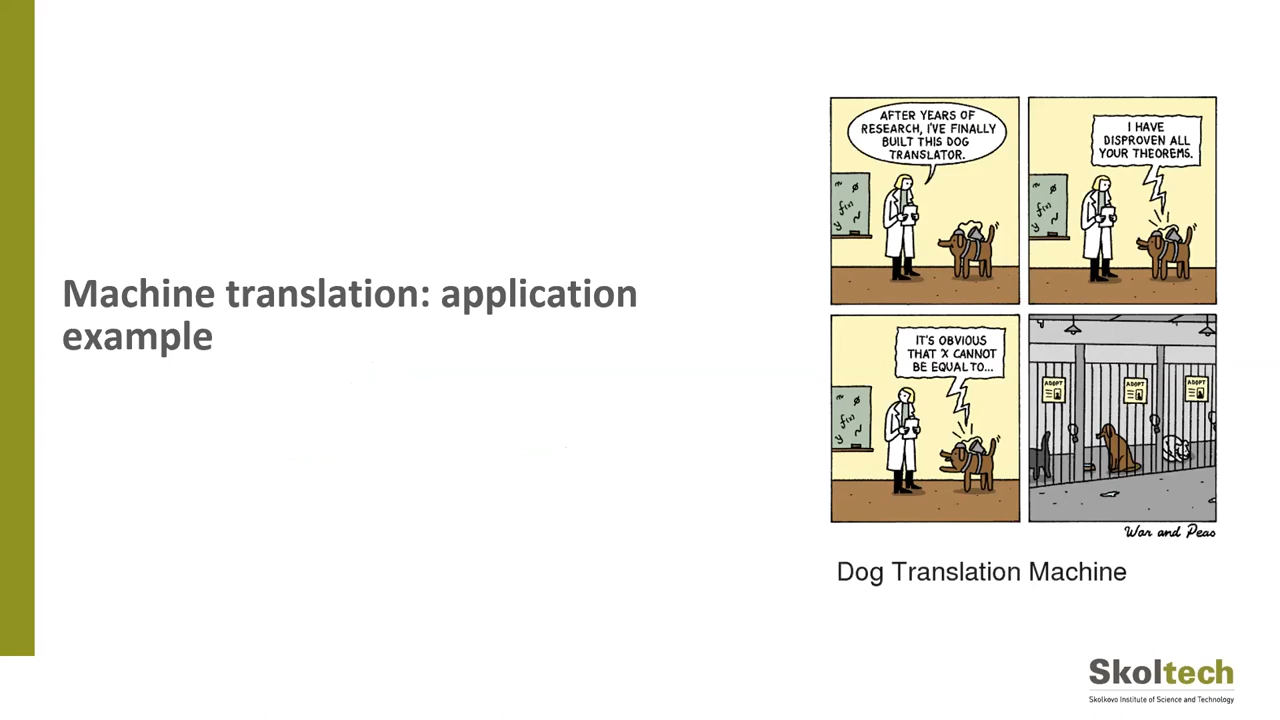 Machine translation: application
example
AFTER YEARS OF
RESEARCH, I'VE FINALLY
BUILT THIS DOG
TRANSLATOR.
I HAVE
DISPROVEN ALL
YOUR THEOREMS.
f(x)
y
f(x)
y
IT'S OBVIOUS
THAT X CANNOT
BE EQUAL TO...
f(x)
y
ADOPT
ADOPT
ADOPT
War and Peas
Dog Translation Machine
Skoltech
Skolkovo Institute of Science and Technology